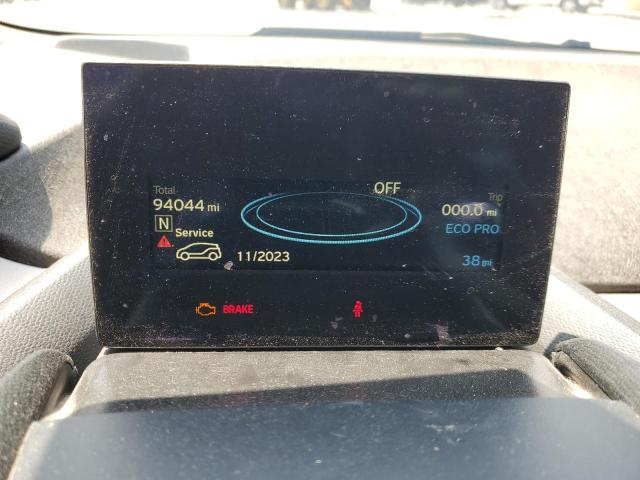 Total
OFF
Trip
94044 mi
000.0 mi
N
Service
ECO PRO
11/2023
38 mi
BRAKE